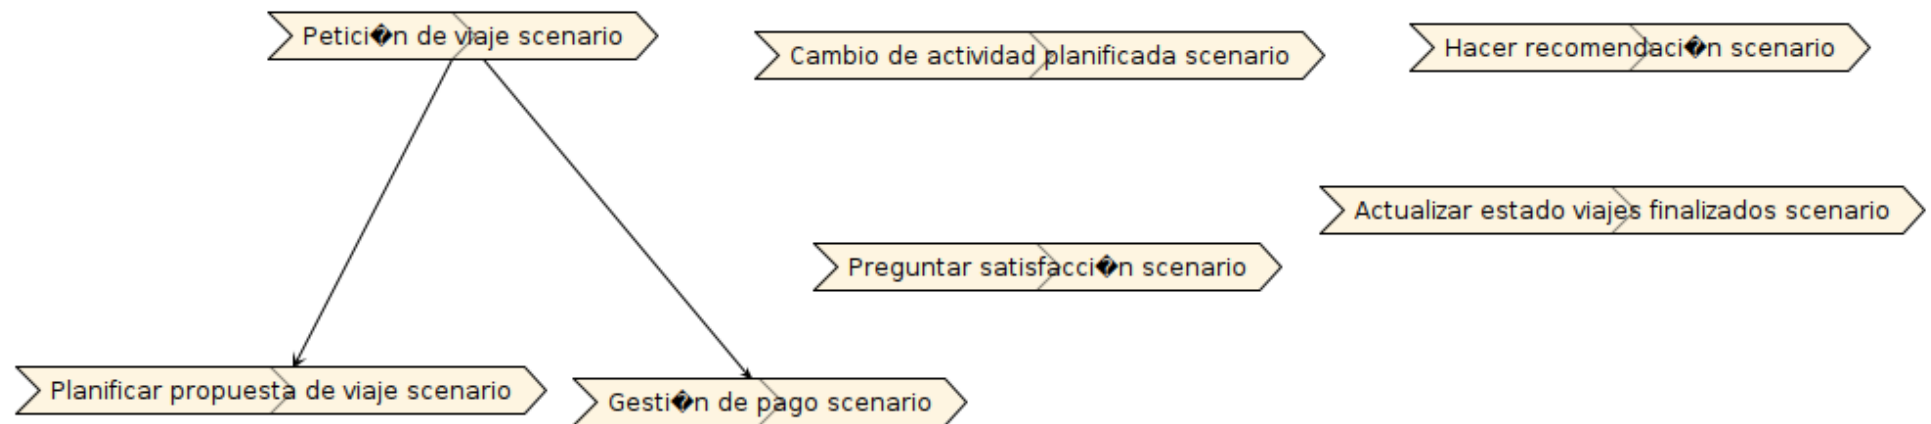 Petici�n de viaje scenario
Cambio de actividad planificada scenario
Hacer recomendaci�n scenario
Actualizar estado viajes finalizados scenario
Preguntar satisfacci�n scenario
Planificar propuesta de viaje scenario
Gesti�n de pago scenario